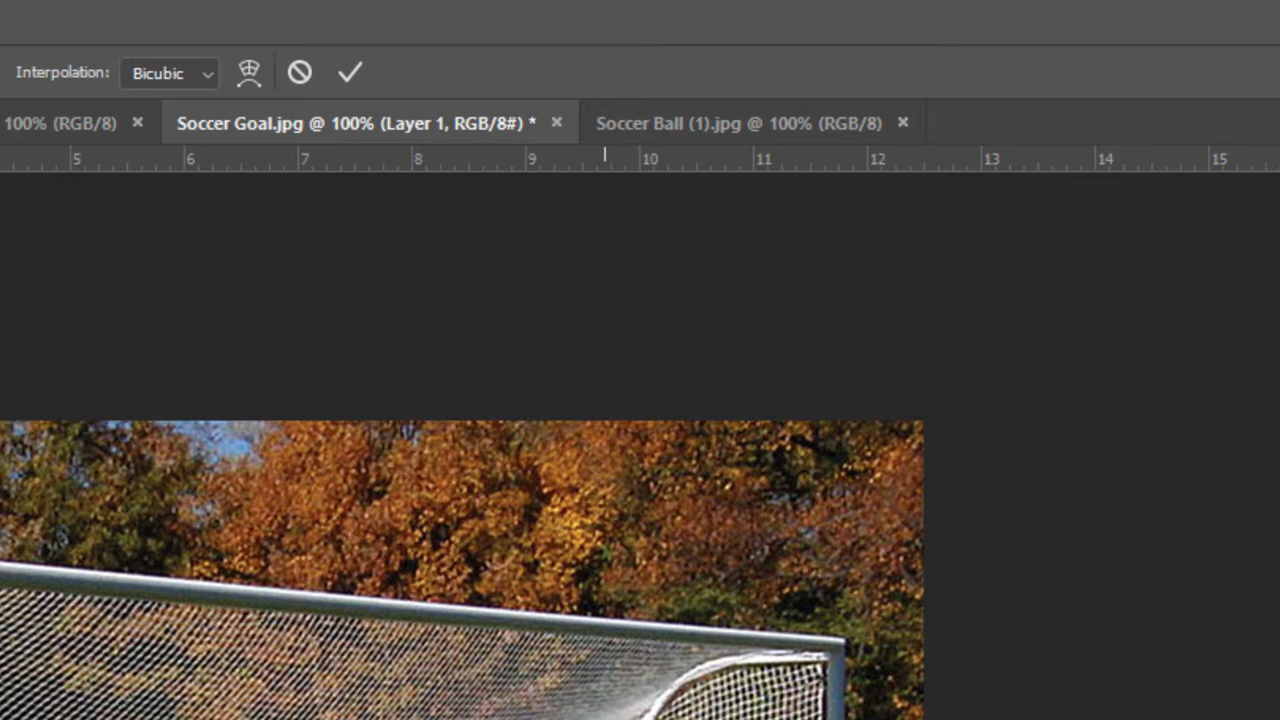 Interpolation: Bicubic
100% (RGB/8) × Soccer Goal.jpg @ 100% (Layer 1, RGB/8#) * × Soccer Ball (1).jpg @ 100% (RGB/8) ×
5 6 7 8 9 10 11 12 13 14 15